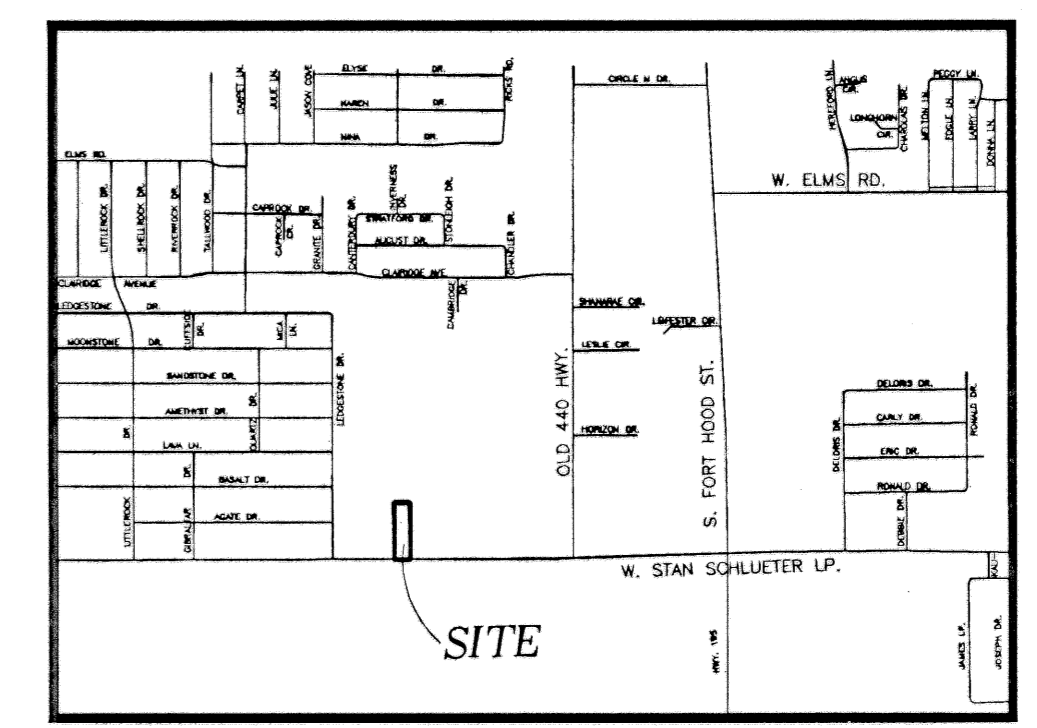 CARPET LN.
JULIE LN.
JASON COVE
ELYSE DR.
KAREN DR.
NINA DR.
RICKS RD.
CIRCLE M DR.
HEREFORD LN.
ANGUS CIR.
LONGHORN CIR.
CHAROLAIS DR.
PEGGY LN.
MELTON LN.
EDGLE LN.
LARRY LN.
DONNA LN.
W. ELMS RD.
ELMS RD.
LITTLEROCK DR.
SHELLROCK DR.
RIVERROCK DR.
TALLWOOD DR.
CAPROCK DR.
CAPROCK CIR.
GRANITE DR.
CANTERBURY DR.
INVERNESS DR.
STRATFORD DR.
STONLEIGH DR.
AUGUST DR.
CHANDLER DR.
CLAIRIDGE AVE
CAMBRIDGE DR.
CLAIRIDGE AVENUE
LEDGESTONE DR.
CLIFFSIDE DR.
MICA LN.
MOONSTONE DR.
SANDSTONE DR.
AMETHYST DR.
QUARTZ DR.
LAVA LN.
BASALT DR.
AGATE DR.
LITTLEROCK DR.
GIBRALTAR DR.
LEDGESTONE DR.
SHANARAE CIR.
LESLIE CIR.
HORIZON DR.
OLD 440 HWY.
S. FORT HOOD ST.
DELORIS DR.
CARLY DR.
ERIC DR.
RONALD DR.
DELORIS DR.
RONALD DR.
DEBBIE DR.
W. STAN SCHLUETER LP.
SITE
HWY. 195
JAMES LP.
JOSEPH DR.